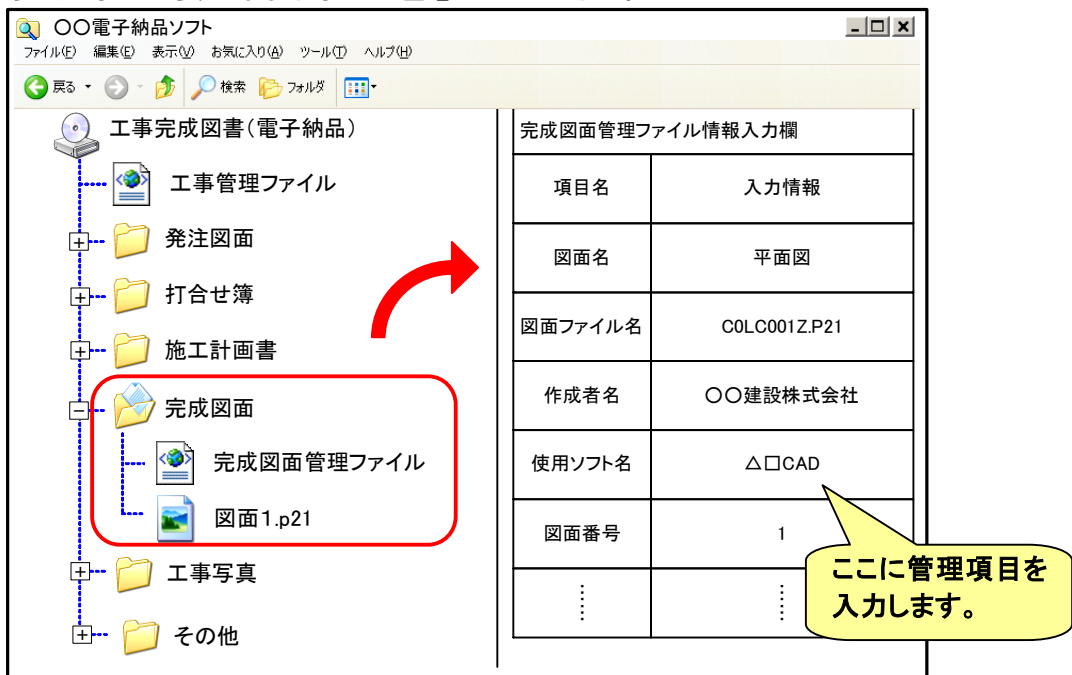 〇〇電子納品ソフト
ファイル(F) 編集(E) 表示(V) お気に入り(A) ツール(T) ヘルプ(H)
戻る 検索 フォルダ
工事完成図書(電子納品)
工事管理ファイル
発注図面
打合せ簿
施工計画書
完成図面
完成図面管理ファイル
図面1.p21
工事写真
その他
完成図面管理ファイル情報入力欄
項目名 入力情報
図面名 平面図
図面ファイル名 C0LC001Z.P21
作成者名 〇〇建設株式会社
使用ソフト名 △□CAD
図面番号 1
ここに管理項目を
入力します。